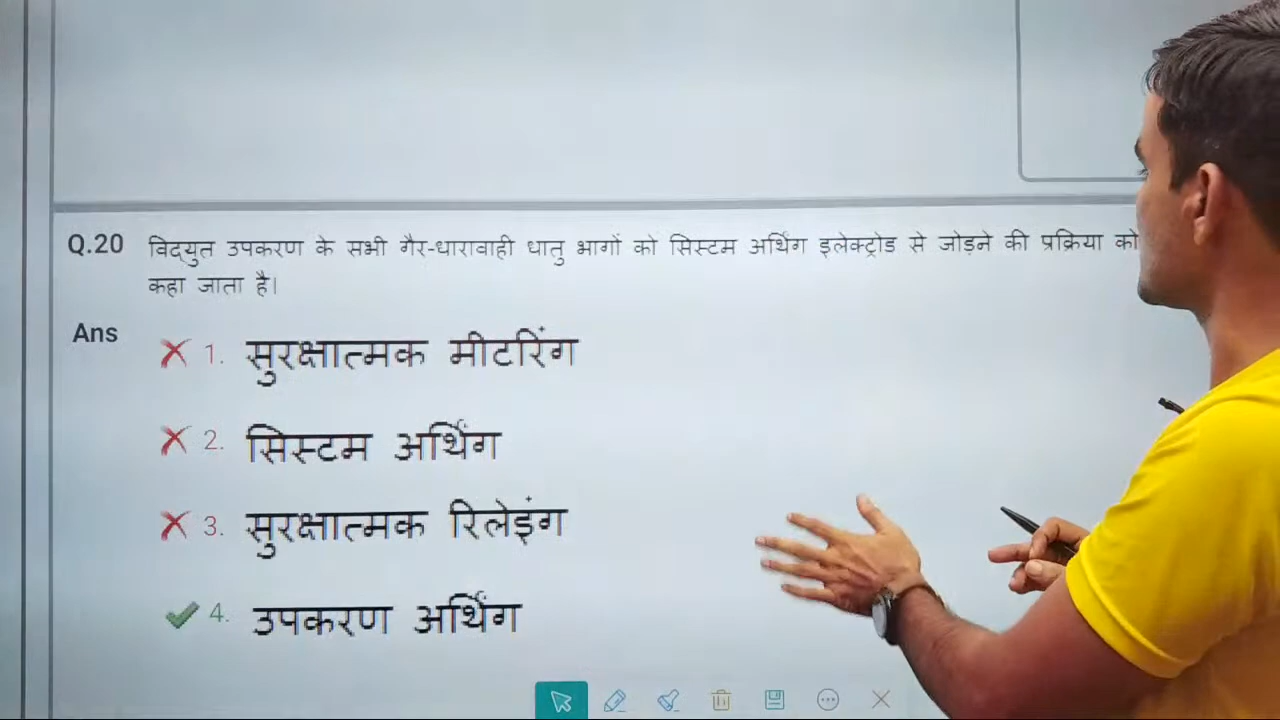 Q.20 विद्युत उपकरण के सभी गैर-धारावाही धातु भागों को सिस्टम अर्थिंग इलेक्ट्रोड से जोड़ने की प्रक्रिया को
कहा जाता है।
Ans
1. सुरक्षात्मक मीटरिंग
2. सिस्टम अर्थिंग
3. सुरक्षात्मक रिलेइंग
4. उपकरण अर्थिंग